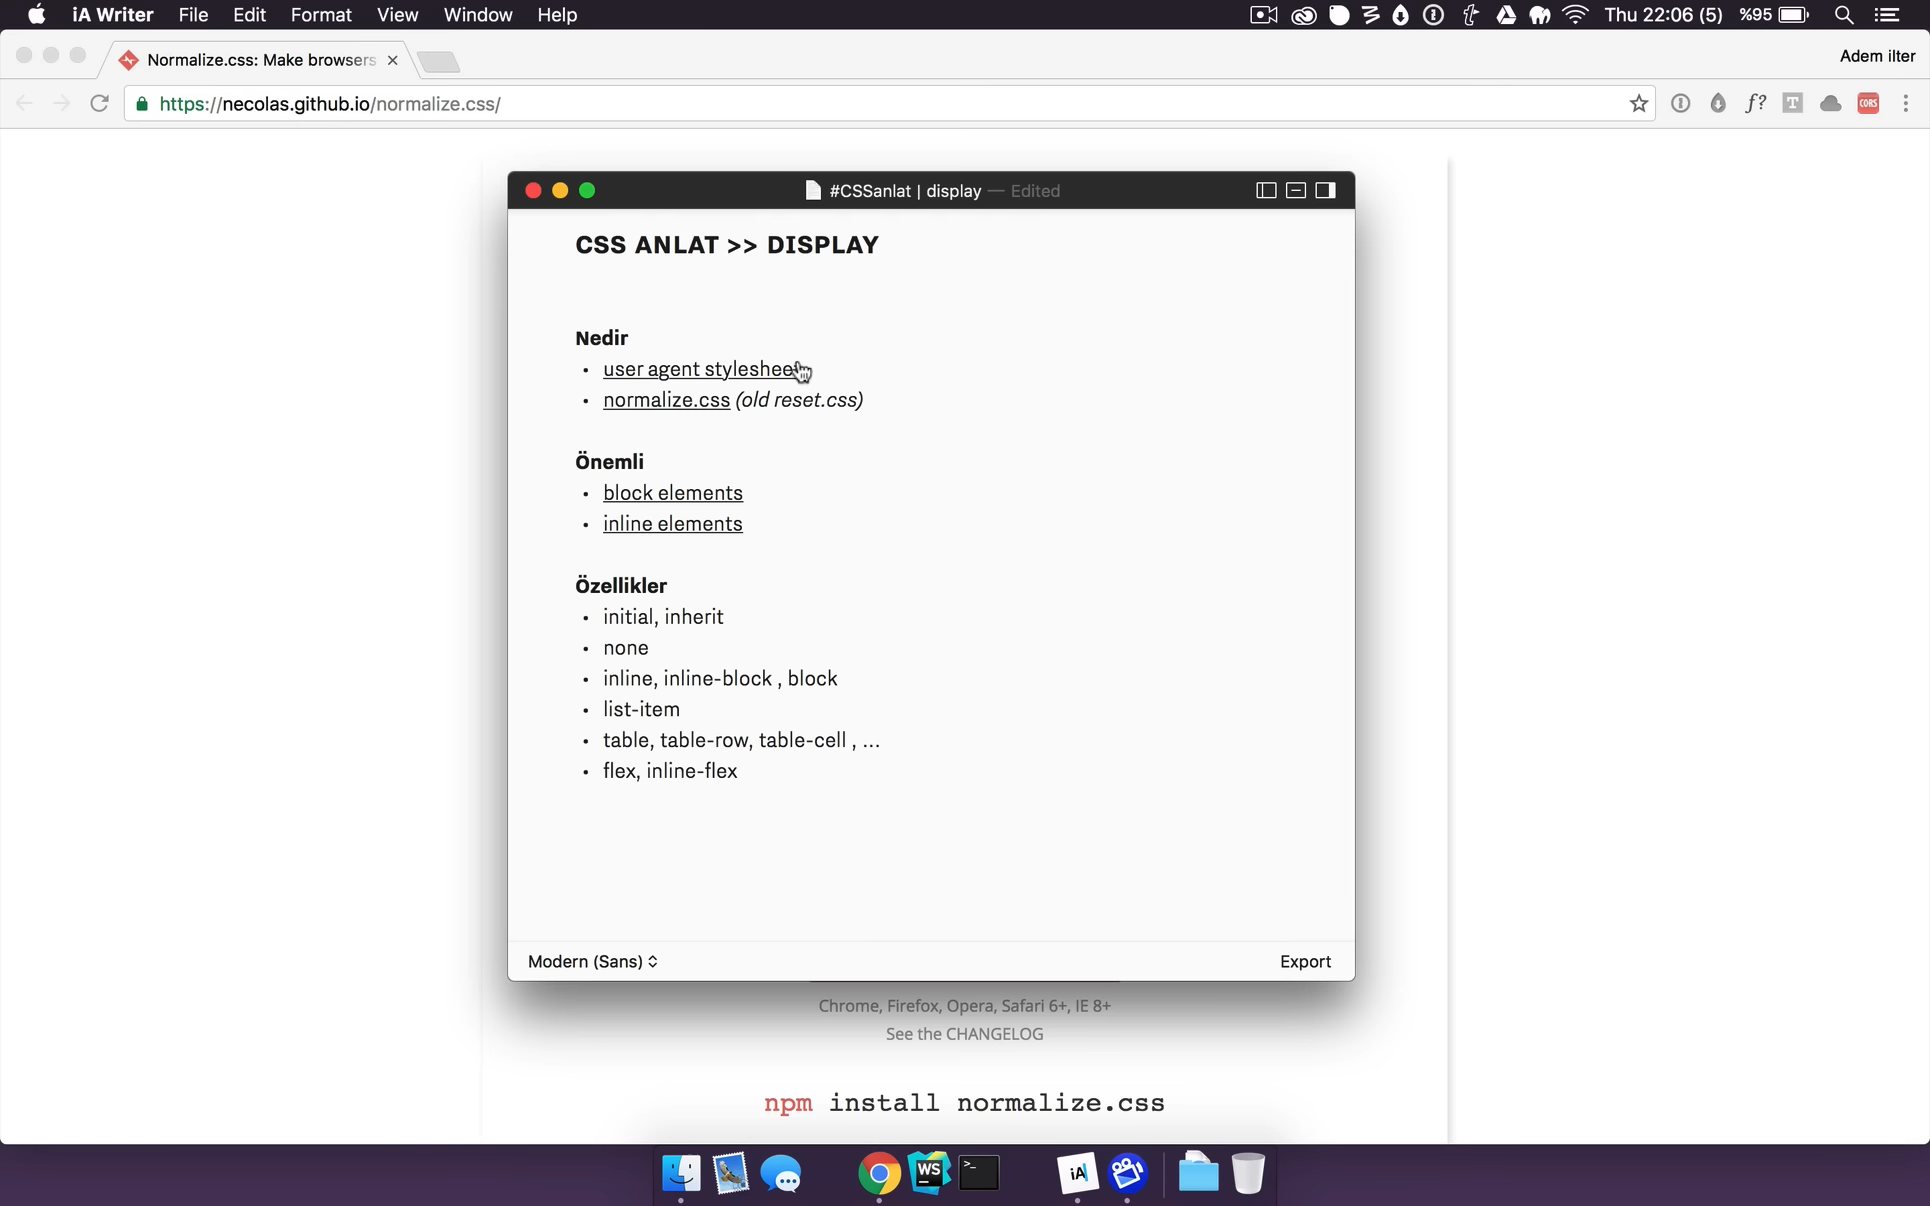 iA Writer File Edit Format View Window Help Thu 22:06 (5) %95
Normalize.css: Make browsers
Adem ilter
https://necolas.github.io/normalize.css/
f?
T
CORS
#CSSanlat | display — Edited
CSS ANLAT >> DISPLAY
Nedir
• user agent styleshee
• normalize.css (old reset.css)
Önemli
• block elements
• inline elements
Özellikler
• initial, inherit
• none
• inline, inline-block , block
• list-item
• table, table-row, table-cell , ...
• flex, inline-flex
Modern (Sans) Export
Chrome, Firefox, Opera, Safari 6+, IE 8+
See the CHANGELOG
npm install normalize.css
WS
iA